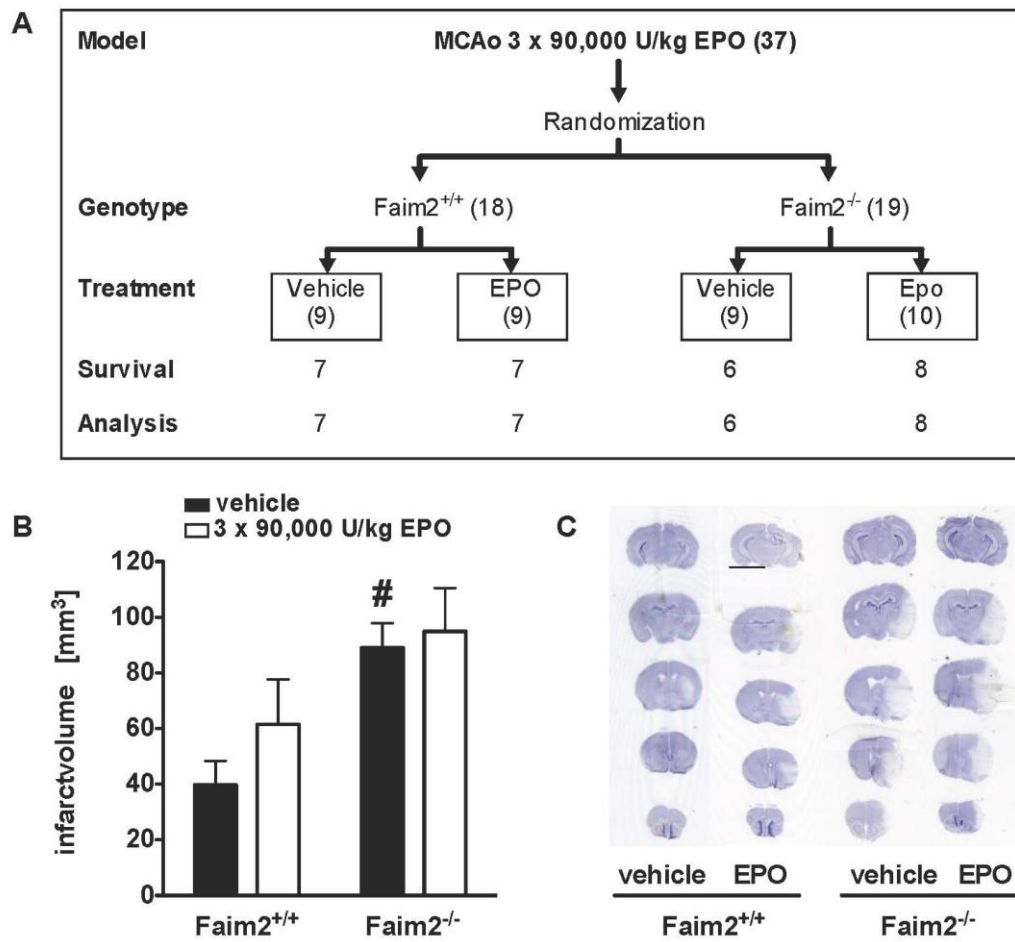 A
Model MCAo 3 x 90,000 U/kg EPO (37)
Randomization
Genotype Faim2+/+ (18) Faim2-/- (19)
Treatment Vehicle EPO Vehicle Epo
(9) (9) (9) (10)
Survival 7 7 6 8
Analysis 7 7 6 8
B
vehicle
3 x 90,000 U/kg EPO
infarctvolume [mm³]
120
100
80
60
40
20
0
#
Faim2+/+ Faim2-/-
C
vehicle EPO vehicle EPO
Faim2+/+ Faim2-/-